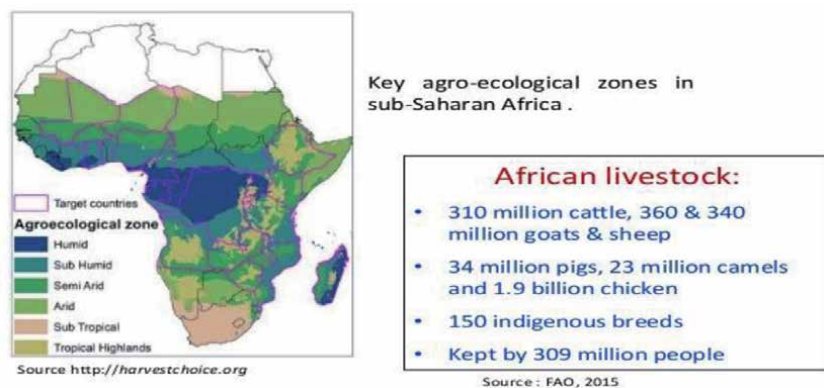 Key agro-ecological zones in
sub-Saharan Africa .
Target countries
Agroecological zone
Humid
Sub Humid
Semi Arid
Arid
Sub Tropical
Tropical Highlands
Source http://harvestchoice.org
African livestock:
• 310 million cattle, 360 & 340
million goats & sheep
• 34 million pigs, 23 million camels
and 1.9 billion chicken
• 150 indigenous breeds
• Kept by 309 million people
Source : FAO, 2015